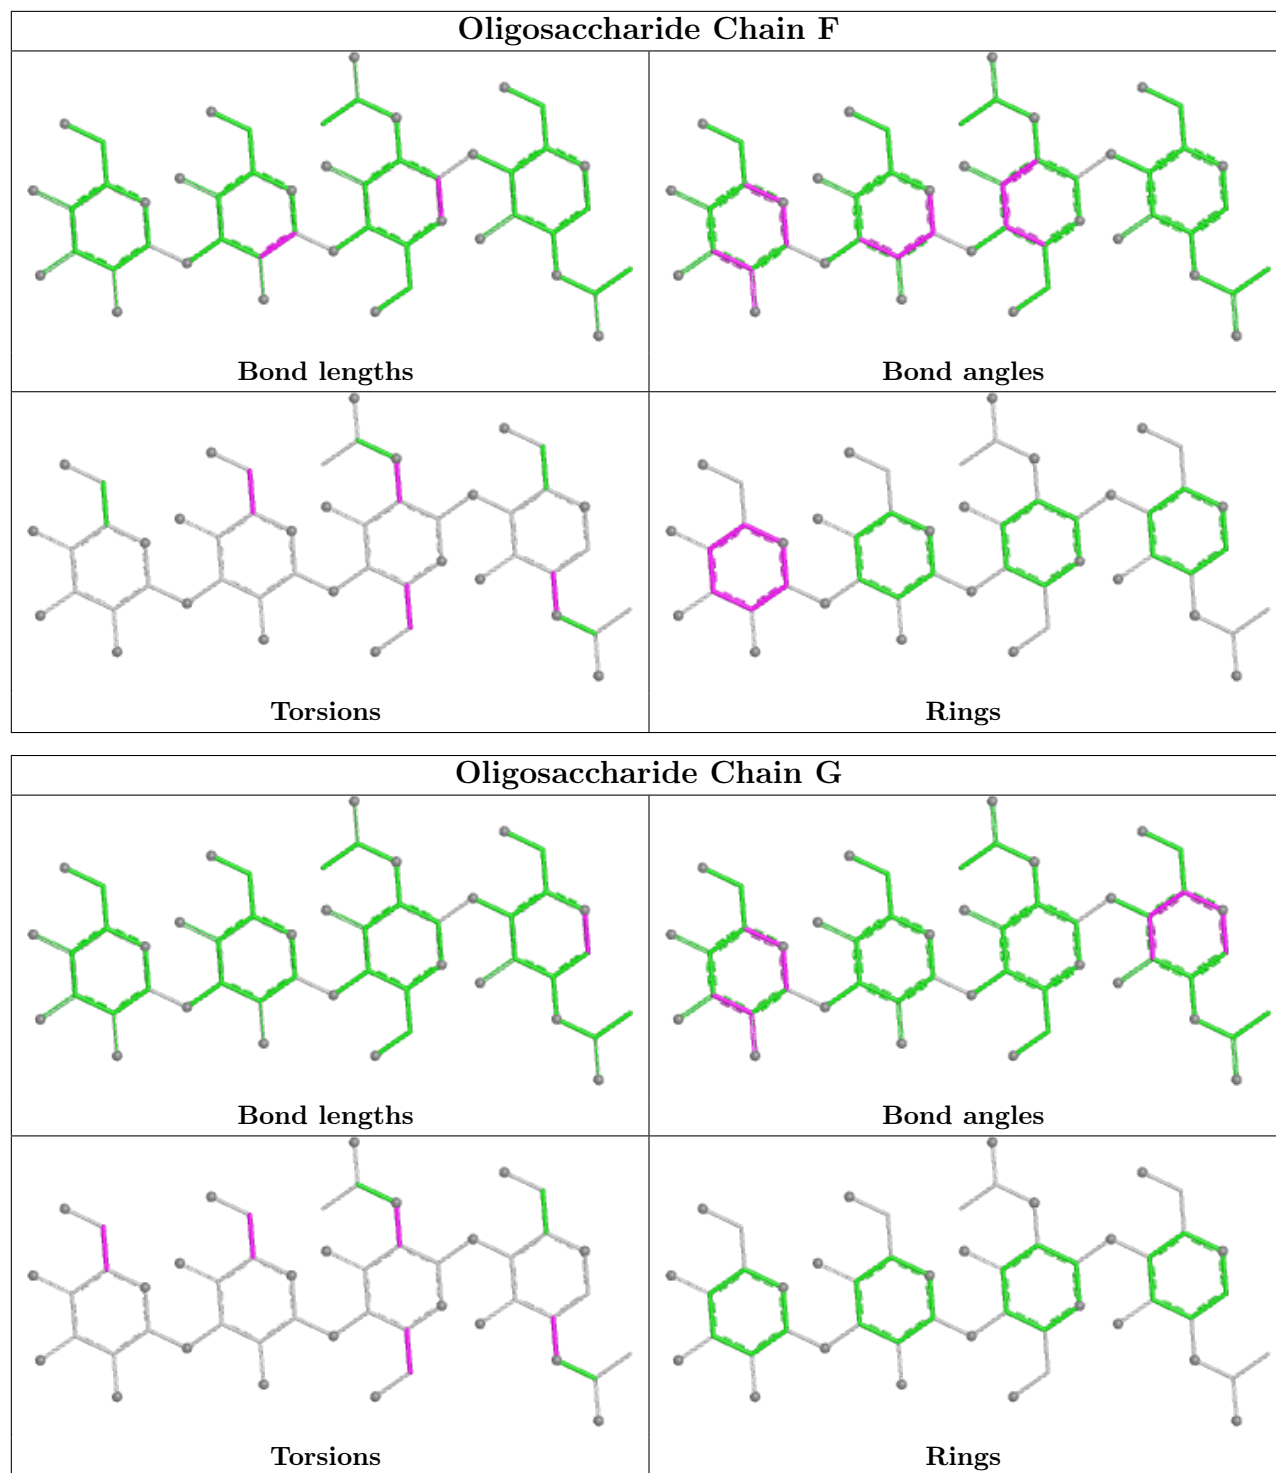 Oligosaccharide Chain F
Bond lengths
Bond angles
Torsions
Rings
Oligosaccharide Chain G
Bond lengths
Bond angles
Torsions
Rings